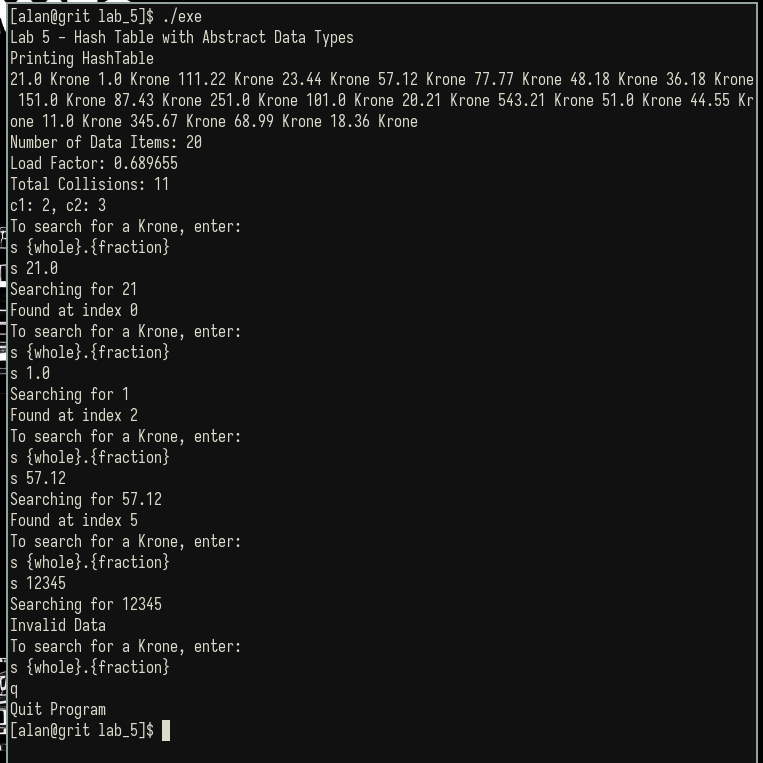 [alan@grit lab_5]$ ./exe
Lab 5 - Hash Table with Abstract Data Types
Printing HashTable
21.0 Krone 1.0 Krone 111.22 Krone 23.44 Krone 57.12 Krone 77.77 Krone 48.18 Krone 36.18 Krone
 151.0 Krone 87.43 Krone 251.0 Krone 101.0 Krone 20.21 Krone 543.21 Krone 51.0 Krone 44.55 Kr
one 11.0 Krone 345.67 Krone 68.99 Krone 18.36 Krone
Number of Data Items: 20
Load Factor: 0.689655
Total Collisions: 11
c1: 2, c2: 3
To search for a Krone, enter:
s {whole}.{fraction}
s 21.0
Searching for 21
Found at index 0
To search for a Krone, enter:
s {whole}.{fraction}
s 1.0
Searching for 1
Found at index 2
To search for a Krone, enter:
s {whole}.{fraction}
s 57.12
Searching for 57.12
Found at index 5
To search for a Krone, enter:
s {whole}.{fraction}
s 12345
Searching for 12345
Invalid Data
To search for a Krone, enter:
s {whole}.{fraction}
q
Quit Program
[alan@grit lab_5]$